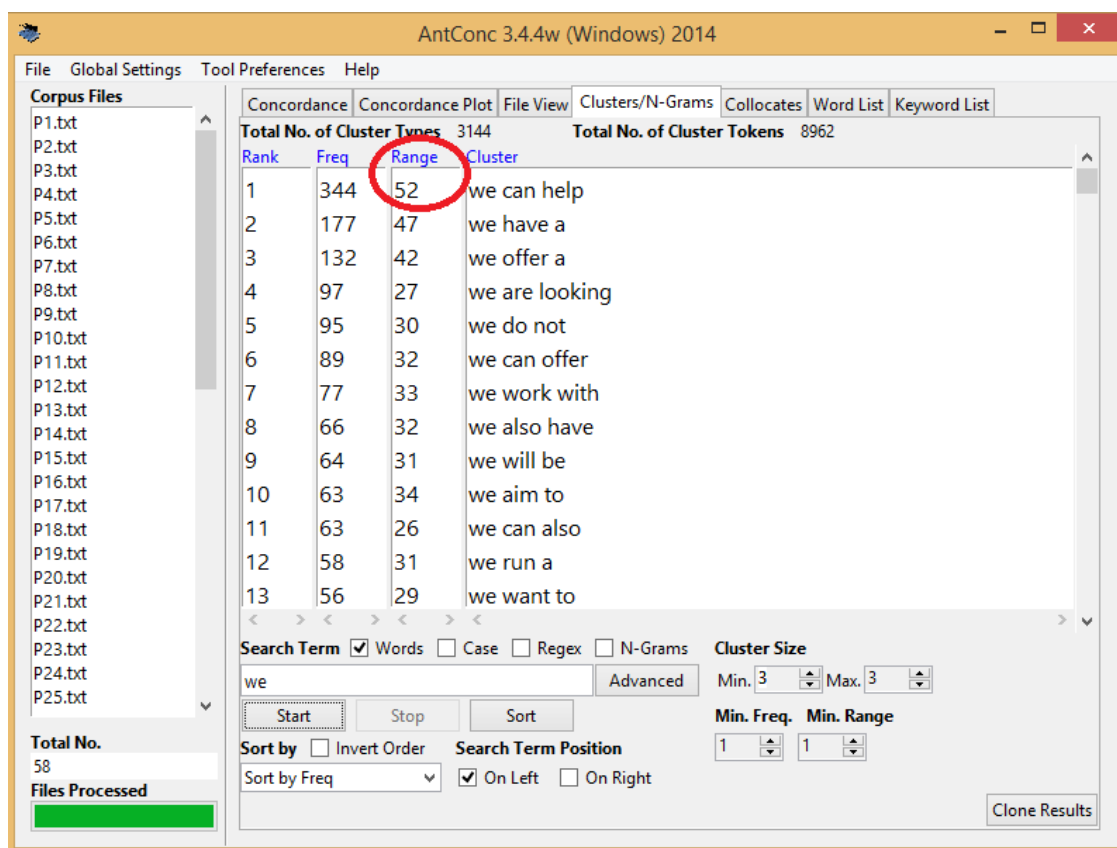 AntConc 3.4.4w (Windows) 2014
File Global Settings Tool Preferences Help
Corpus Files
P1.txt
P2.txt
P3.txt
P4.txt
P5.txt
P6.txt
P7.txt
P8.txt
P9.txt
P10.txt
P11.txt
P12.txt
P13.txt
P14.txt
P15.txt
P16.txt
P17.txt
P18.txt
P19.txt
P20.txt
P21.txt
P22.txt
P23.txt
P24.txt
P25.txt
Total No.
58
Files Processed
Concordance Concordance Plot File View Clusters/N-Grams Collocates Word List Keyword List
Total No. of Cluster Types 3144 Total No. of Cluster Tokens 8962
Rank Freq Range Cluster
1 344 52 we can help
2 177 47 we have a
3 132 42 we offer a
4 97 27 we are looking
5 95 30 we do not
6 89 32 we can offer
7 77 33 we work with
8 66 32 we also have
9 64 31 we will be
10 63 34 we aim to
11 63 26 we can also
12 58 31 we run a
13 56 29 we want to
Search Term Words Case Regex N-Grams Cluster Size
we Advanced Min. 3 Max. 3
Start Stop Sort Min. Freq. Min. Range
Sort by Invert Order Search Term Position 1 1
Sort by Freq On Left On Right
Clone Results